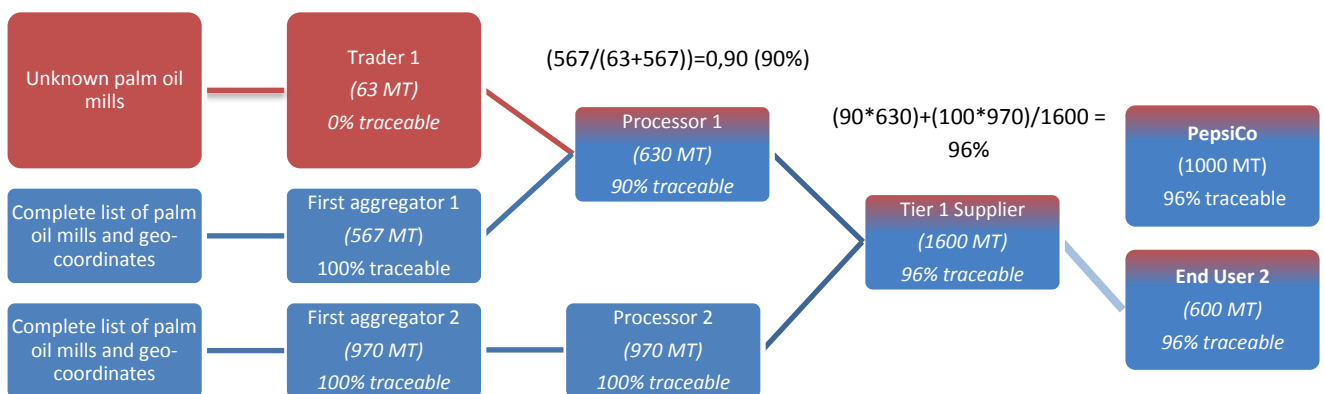 Unknown palm oil
mills
Trader 1
(63 MT)
0% traceable
(567/(63+567))=0,90 (90%)
Processor 1
(630 MT)
90% traceable
(90*630)+(100*970)/1600 =
96%
PepsiCo
(1000 MT)
96% traceable
Complete list of palm
oil mills and geo-
coordinates
First aggregator 1
(567 MT)
100% traceable
Tier 1 Supplier
(1600 MT)
96% traceable
End User 2
(600 MT)
96% traceable
Complete list of palm
oil mills and geo-
coordinates
First aggregator 2
(970 MT)
100% traceable
Processor 2
(970 MT)
100% traceable